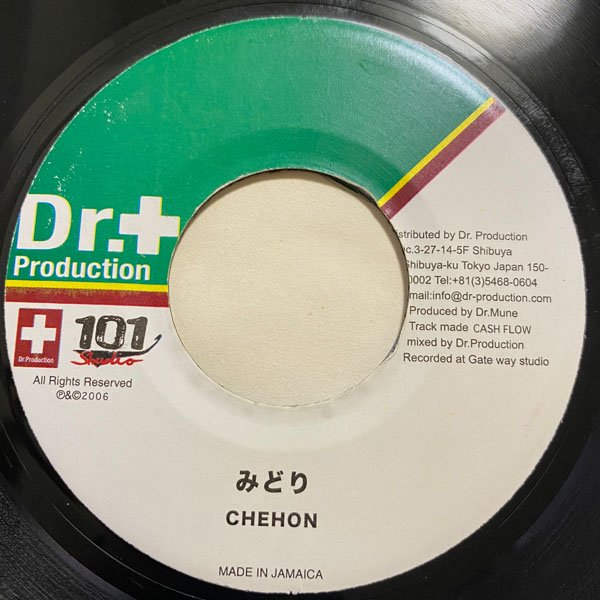 Dr.
Production
Dr.Production
101
Studio
All Rights Reserved
℗&©2006
stributed by Dr. Production
c.3-27-14-5F Shibuya
hibuya-ku Tokyo Japan 150-
0002 Tel:+81(3)5468-0604
mail:info@dr-production.com
Produced by Dr.Mune
Track made CASH FLOW
mixed by Dr.Production
Recorded at Gate way studio
みどり
CHEHON
MADE IN JAMAICA